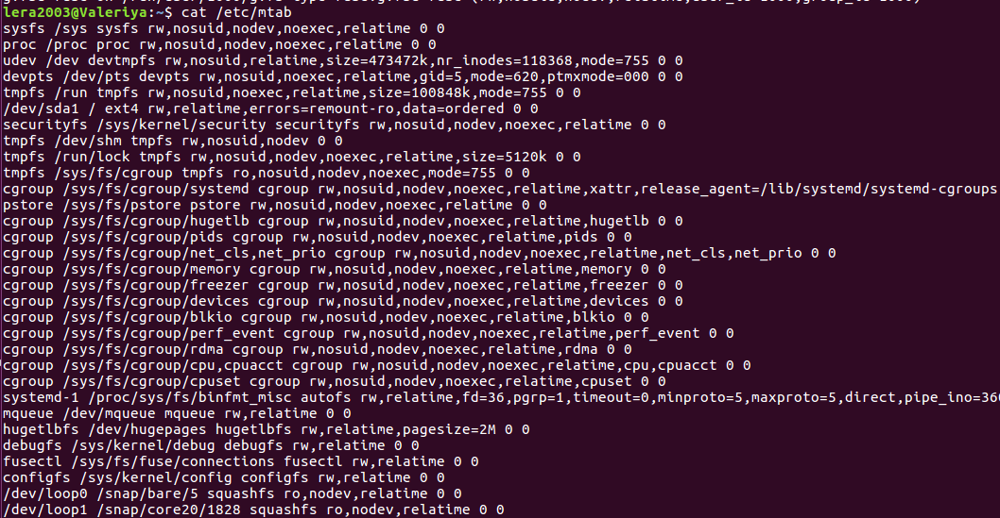 lera2003@Valeriya:~$ cat /etc/mtab
sysfs /sys sysfs rw,nosuid,nodev,noexec,relatime 0 0
proc /proc proc rw,nosuid,nodev,noexec,relatime 0 0
udev /dev devtmpfs rw,nosuid,relatime,size=473472k,nr_inodes=118368,mode=755 0 0
devpts /dev/pts devpts rw,nosuid,noexec,relatime,gid=5,mode=620,ptmxmode=000 0 0
tmpfs /run tmpfs rw,nosuid,noexec,relatime,size=100848k,mode=755 0 0
/dev/sda1 / ext4 rw,relatime,errors=remount-ro,data=ordered 0 0
securityfs /sys/kernel/security securityfs rw,nosuid,nodev,noexec,relatime 0 0
tmpfs /dev/shm tmpfs rw,nosuid,nodev 0 0
tmpfs /run/lock tmpfs rw,nosuid,nodev,noexec,relatime,size=5120k 0 0
tmpfs /sys/fs/cgroup tmpfs ro,nosuid,nodev,noexec,mode=755 0 0
cgroup /sys/fs/cgroup/systemd cgroup rw,nosuid,nodev,noexec,relatime,xattr,release_agent=/lib/systemd/systemd-cgroups
pstore /sys/fs/pstore pstore rw,nosuid,nodev,noexec,relatime 0 0
cgroup /sys/fs/cgroup/hugetlb cgroup rw,nosuid,nodev,noexec,relatime,hugetlb 0 0
cgroup /sys/fs/cgroup/pids cgroup rw,nosuid,nodev,noexec,relatime,pids 0 0
cgroup /sys/fs/cgroup/net_cls,net_prio cgroup rw,nosuid,nodev,noexec,relatime,net_cls,net_prio 0 0
cgroup /sys/fs/cgroup/memory cgroup rw,nosuid,nodev,noexec,relatime,memory 0 0
cgroup /sys/fs/cgroup/freezer cgroup rw,nosuid,nodev,noexec,relatime,freezer 0 0
cgroup /sys/fs/cgroup/devices cgroup rw,nosuid,nodev,noexec,relatime,devices 0 0
cgroup /sys/fs/cgroup/blkio cgroup rw,nosuid,nodev,noexec,relatime,blkio 0 0
cgroup /sys/fs/cgroup/perf_event cgroup rw,nosuid,nodev,noexec,relatime,perf_event 0 0
cgroup /sys/fs/cgroup/rdma cgroup rw,nosuid,nodev,noexec,relatime,rdma 0 0
cgroup /sys/fs/cgroup/cpu,cpuacct cgroup rw,nosuid,nodev,noexec,relatime,cpu,cpuacct 0 0
cgroup /sys/fs/cgroup/cpuset cgroup rw,nosuid,nodev,noexec,relatime,cpuset 0 0
systemd-1 /proc/sys/fs/binfmt_misc autofs rw,relatime,fd=36,pgrp=1,timeout=0,minproto=5,maxproto=5,direct,pipe_ino=360
mqueue /dev/mqueue mqueue rw,relatime 0 0
hugetlbfs /dev/hugepages hugetlbfs rw,relatime,pagesize=2M 0 0
debugfs /sys/kernel/debug debugfs rw,relatime 0 0
fusectl /sys/fs/fuse/connections fusectl rw,relatime 0 0
configfs /sys/kernel/config configfs rw,relatime 0 0
/dev/loop0 /snap/bare/5 squashfs ro,nodev,relatime 0 0
/dev/loop1 /snap/core20/1828 squashfs ro,nodev,relatime 0 0